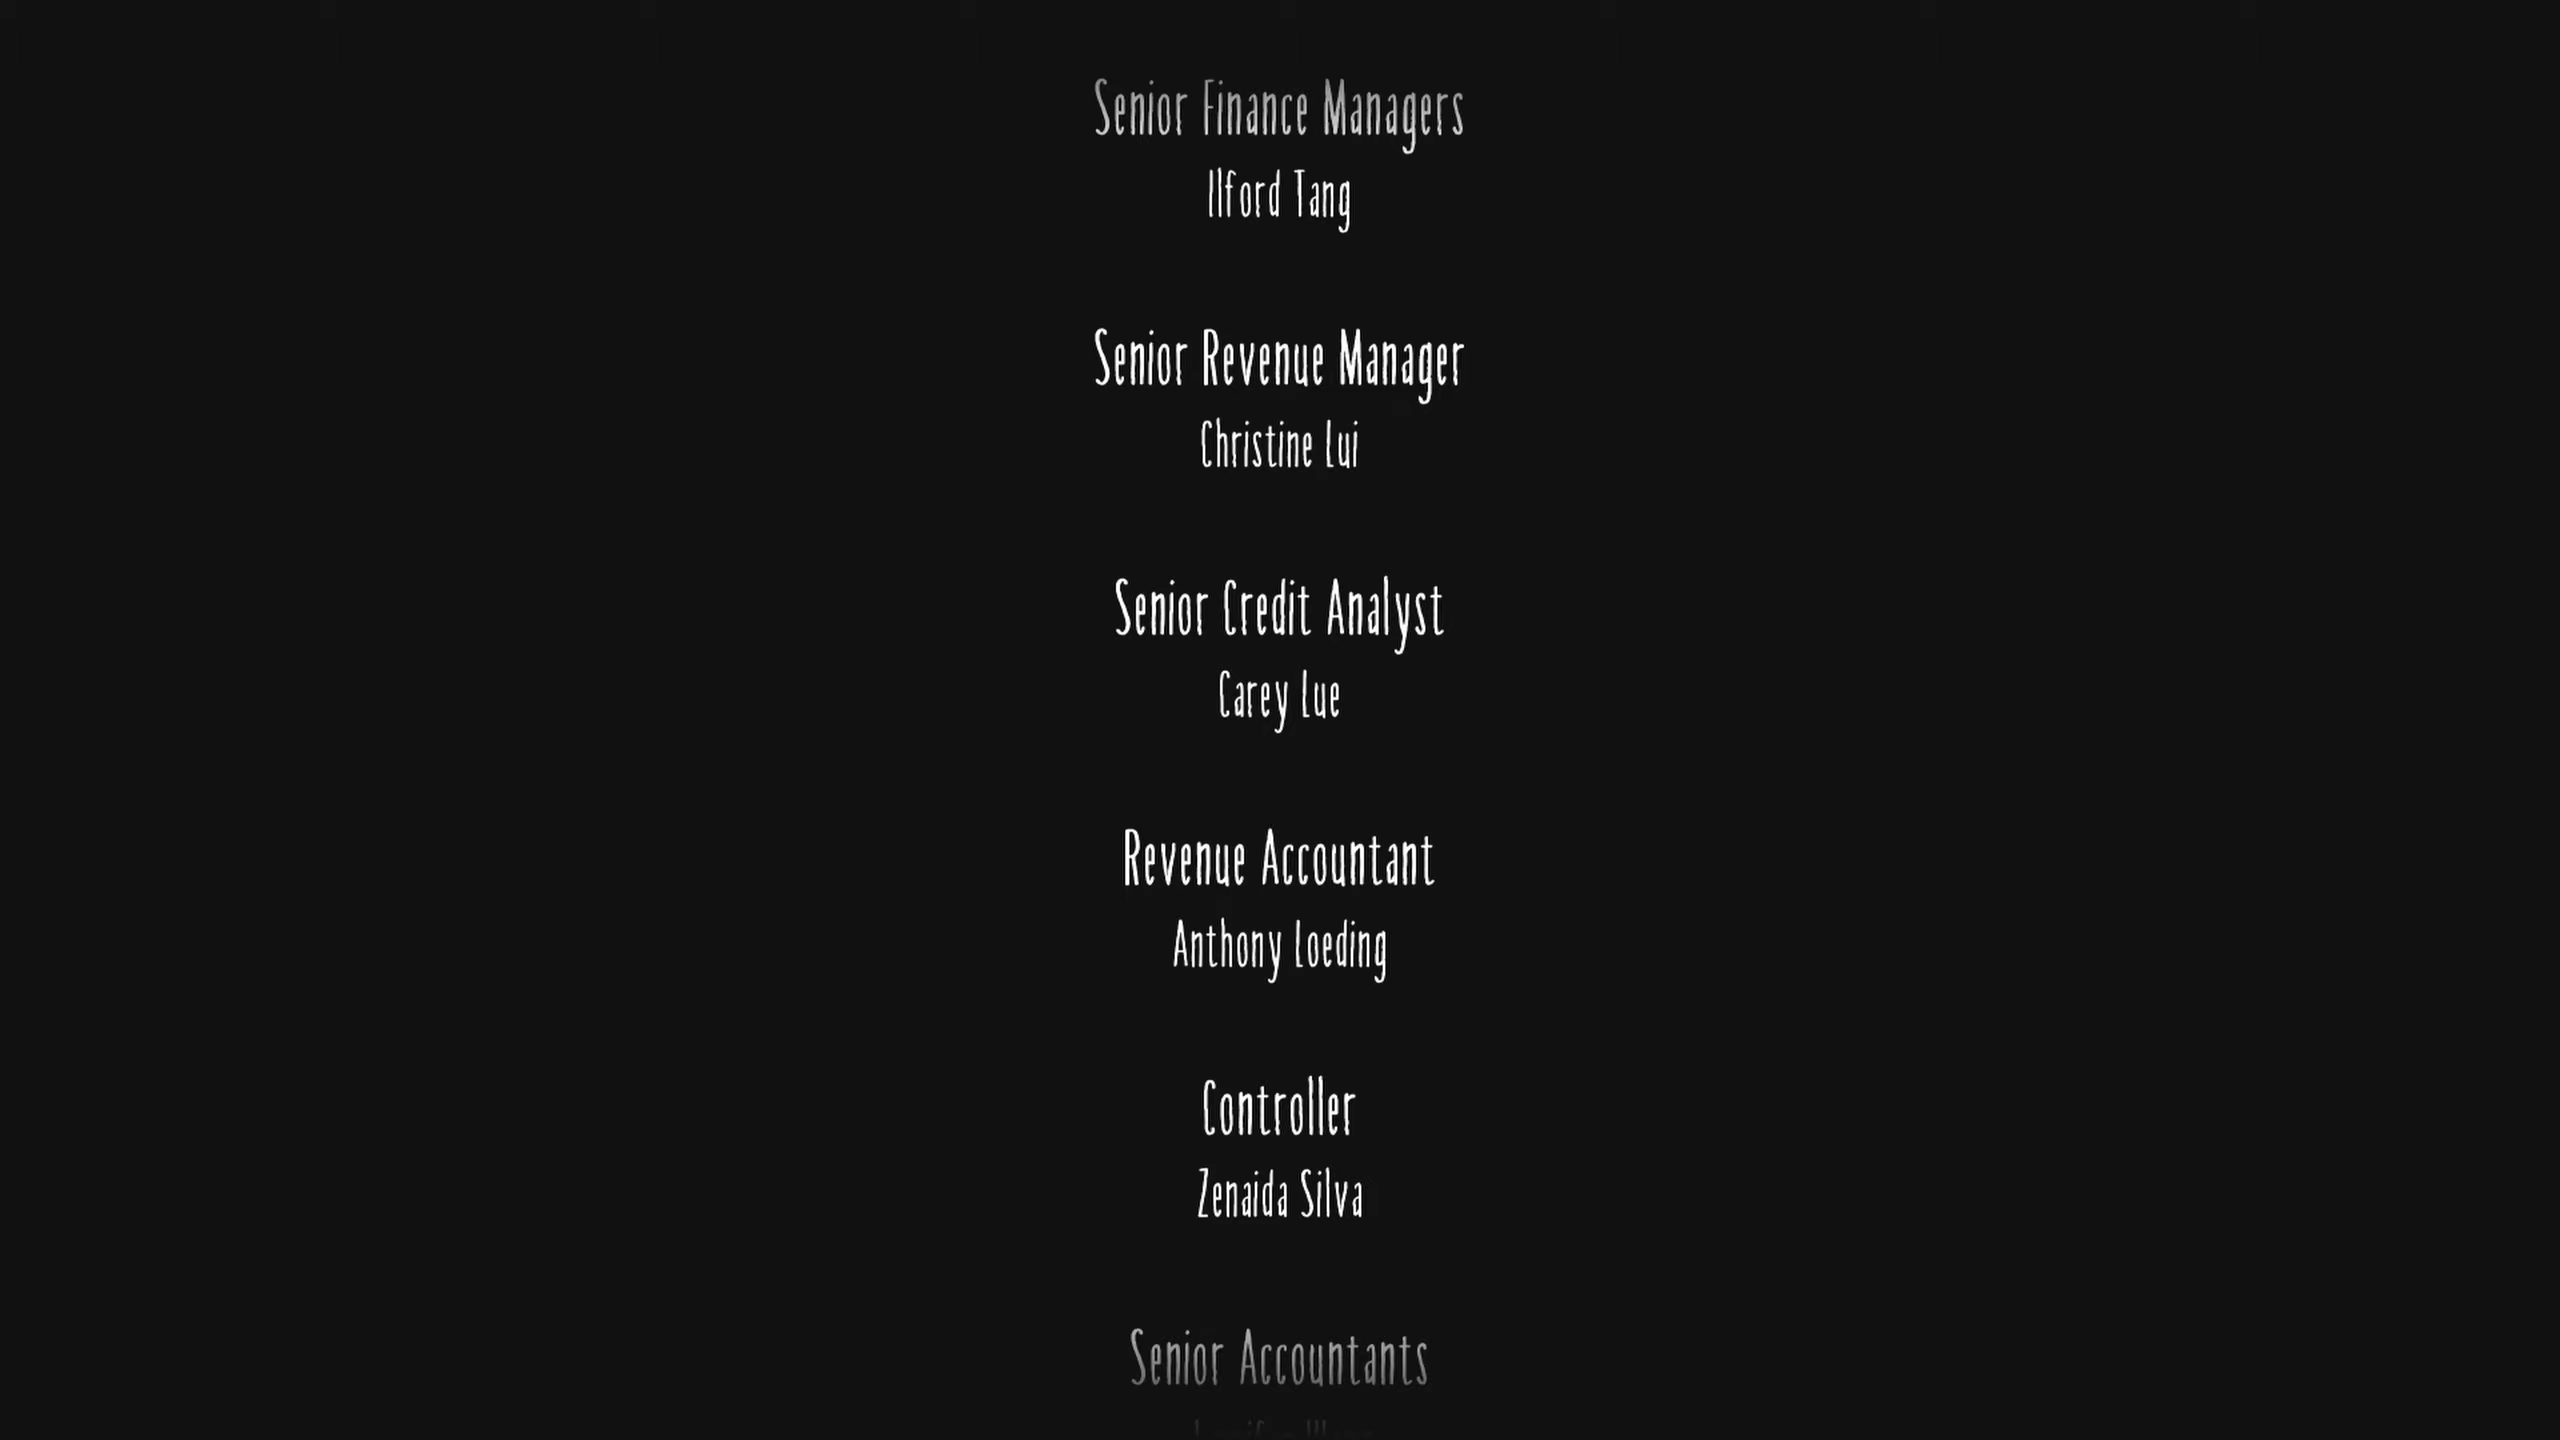 Senior Finance Managers
Ilford Tang
Senior Revenue Manager
Christine Lui
Senior Credit Analyst
Carey Lue
Revenue Accountant
Anthony Loeding
Controller
Zenaida Silva
Senior Accountants